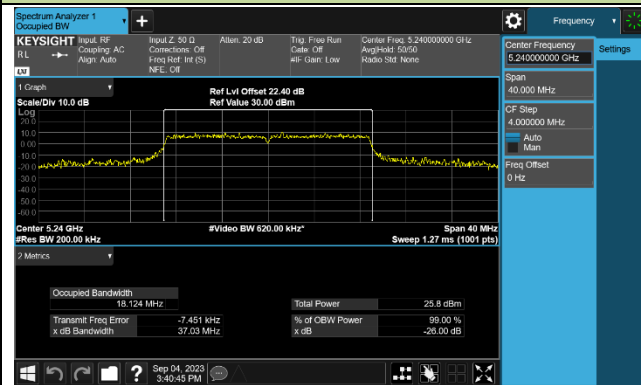 Spectrum Analyzer 1
Occupied BW
+
Frequency
KEYSIGHT
RL
Input: RF
Coupling: AC
Align: Auto
Input Z: 50 Ω
Corrections: Off
Freq Ref: Int (S)
NFE: Off
Atten: 20 dB
Trig: Free Run
Gate: Off
#IF Gain: Low
Center Freq: 5.240000000 GHz
Avg|Hold: 50/50
Radio Std: None
LXI
1 Graph
Scale/Div 10.0 dB
Ref Lvl Offset 22.40 dB
Ref Value 30.00 dBm
Log
20.0
10.0
0.00
-10.0
-20.0
-30.0
-40.0
-50.0
-60.0
Center 5.24 GHz
#Res BW 200.00 kHz
#Video BW 620.00 kHz*
Span 40 MHz
Sweep 1.27 ms (1001 pts)
2 Metrics
Occupied Bandwidth
18.124 MHz
Total Power
25.8 dBm
Transmit Freq Error
-7.451 kHz
% of OBW Power
99.00 %
x dB Bandwidth
37.03 MHz
x dB
-26.00 dB
Center Frequency
5.240000000 GHz
Settings
Span
40.000 MHz
CF Step
4.000000 MHz
Auto
Man
Freq Offset
0 Hz
?
Sep 04, 2023
3:40:45 PM